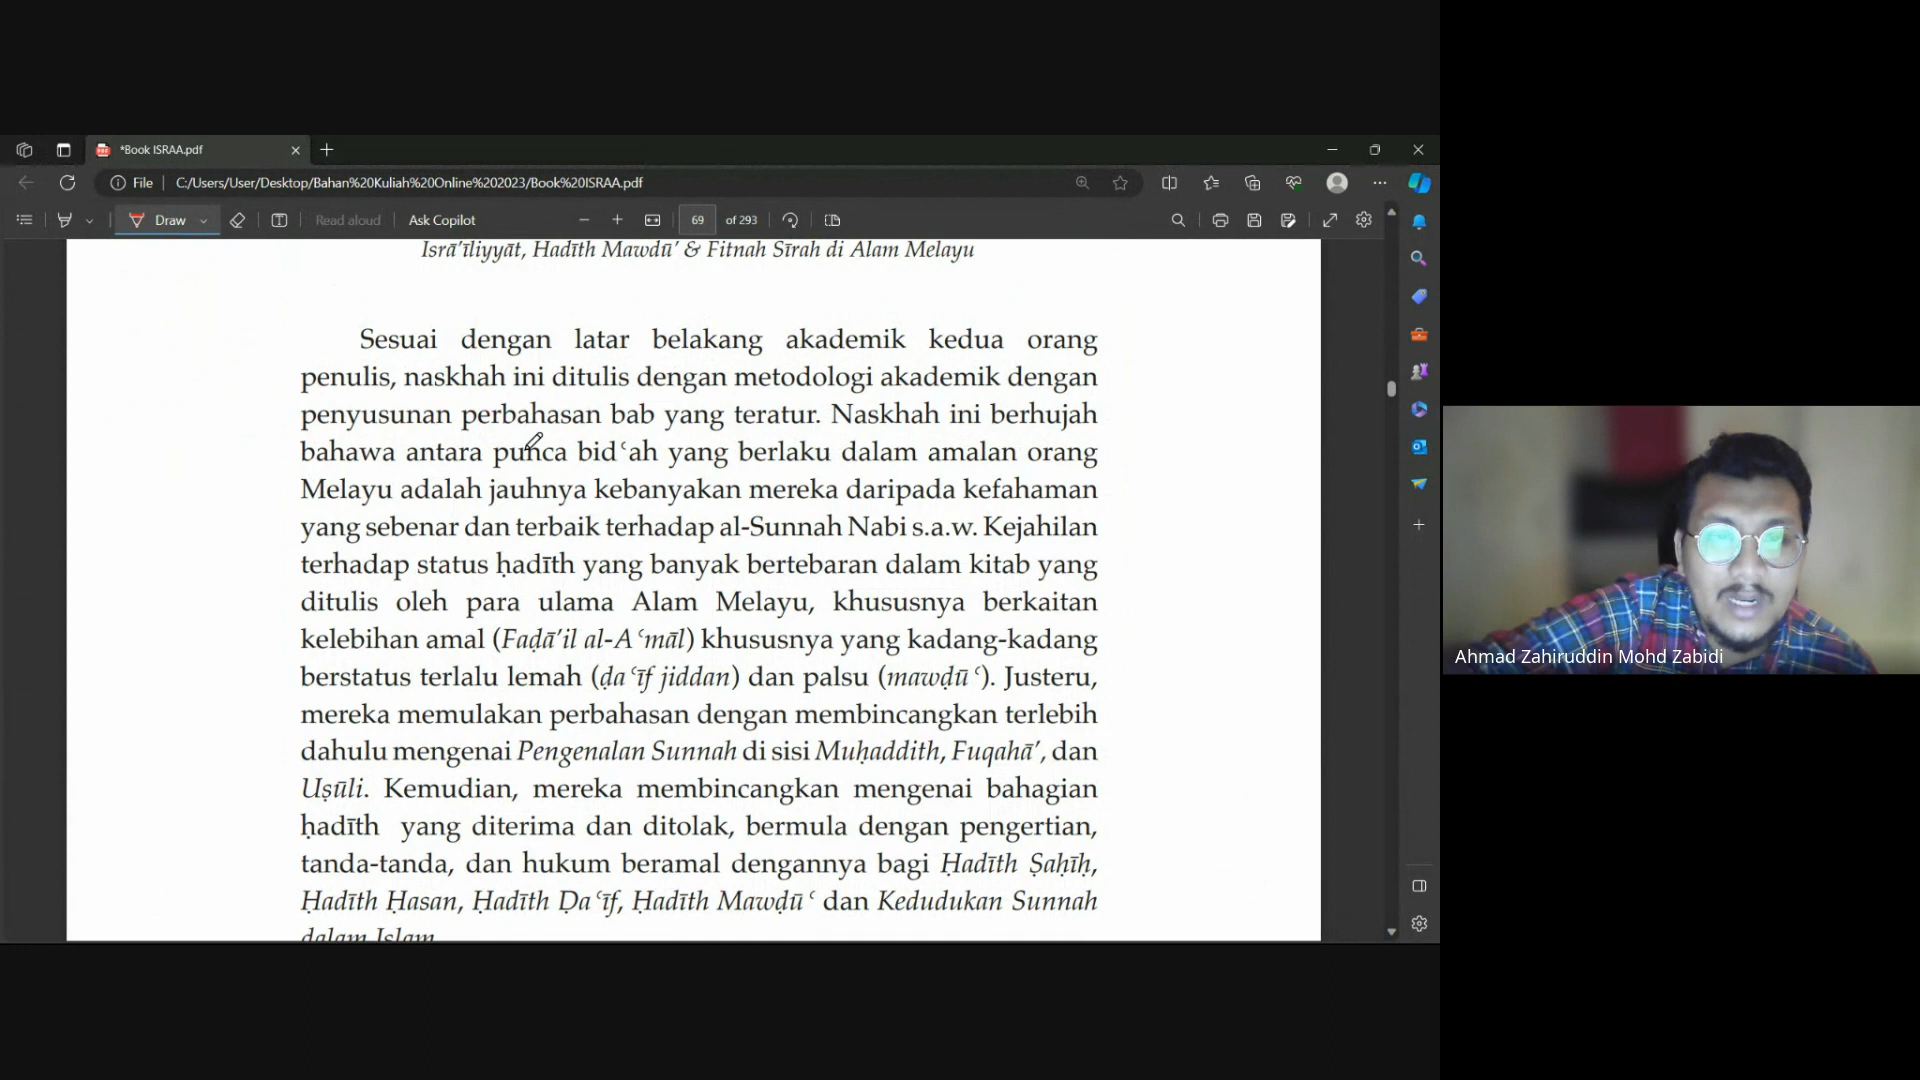 *Book ISRAA.pdf
File
C:/Users/User/Desktop/Bahan%20Kuliah%20Online%202023/Book%20ISRAA.pdf
Draw
Read aloud
Ask Copilot
69
of 293
Isrā’īliyyāt, Hadīth Mawdū’ & Fitnah Sīrah di Alam Melayu
Sesuai dengan latar belakang akademik kedua orang
penulis, naskhah ini ditulis dengan metodologi akademik dengan
penyusunan perbahasan bab yang teratur. Naskhah ini berhujah
bahawa antara punca bidʿah yang berlaku dalam amalan orang
Melayu adalah jauhnya kebanyakan mereka daripada kefahaman
yang sebenar dan terbaik terhadap al-Sunnah Nabi s.a.w. Kejahilan
terhadap status ḥadīth yang banyak bertebaran dalam kitab yang
ditulis oleh para ulama Alam Melayu, khususnya berkaitan
kelebihan amal (Faḍā’il al-Aʿmāl) khususnya yang kadang-kadang
berstatus terlalu lemah (ḍaʿīf jiddan) dan palsu (mawḍūʿ). Justeru,
mereka memulakan perbahasan dengan membincangkan terlebih
dahulu mengenai Pengenalan Sunnah di sisi Muḥaddith, Fuqahā’, dan
Uṣūli. Kemudian, mereka membincangkan mengenai bahagian
ḥadīth yang diterima dan ditolak, bermula dengan pengertian,
tanda-tanda, dan hukum beramal dengannya bagi Ḥadīth Ṣaḥīḥ,
Ḥadīth Ḥasan, Ḥadīth Ḍaʿīf, Ḥadīth Mawḍūʿ dan Kedudukan Sunnah
dalam Islam
Ahmad Zahiruddin Mohd Zabidi